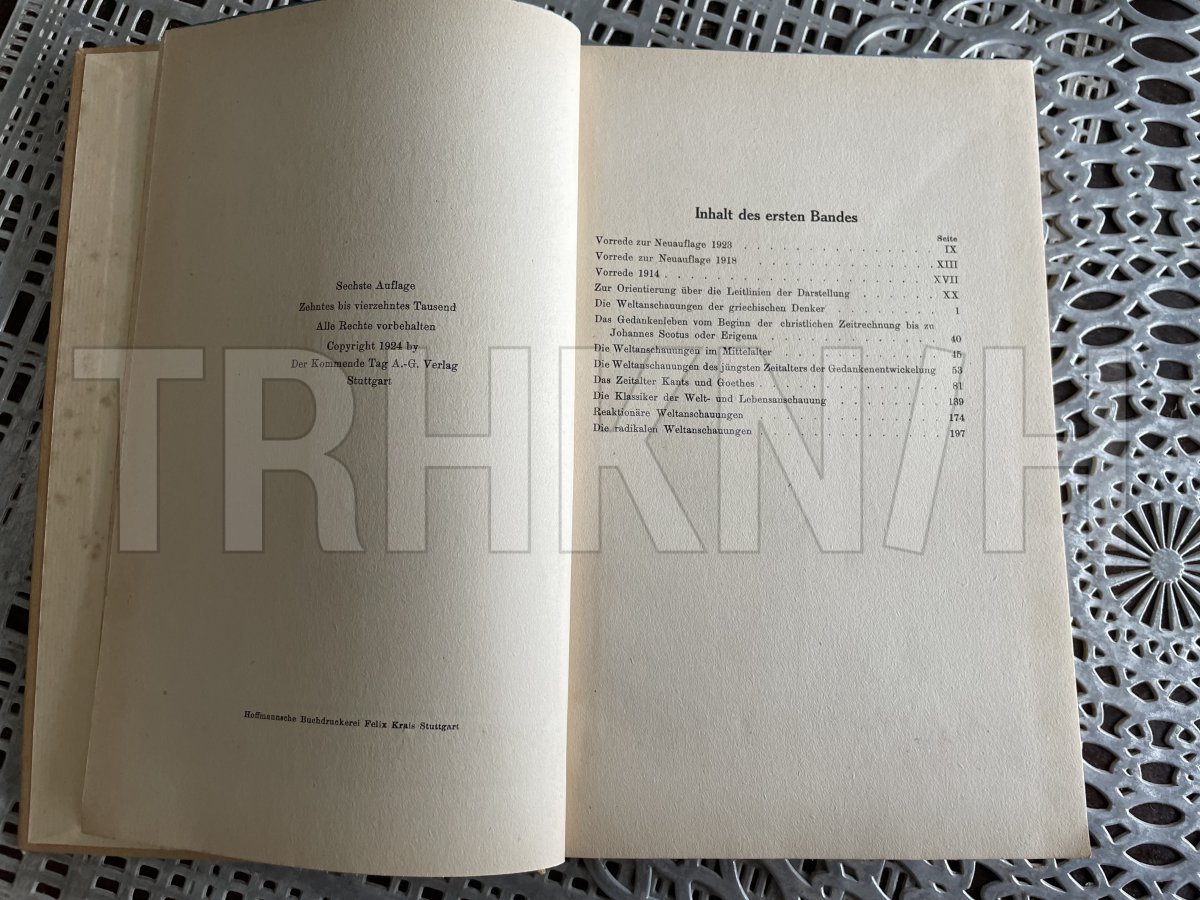 Sechste Auflage
Zehntes bis vierzehntes Tausend
Alle Rechte vorbehalten
Copyright 1924 by
Der Kommende Tag A.-G. Verlag
Stuttgart
Hoffmannsche Buchdruckerei Felix Krais Stuttgart
Inhalt des ersten Bandes
Seite
Vorrede zur Neuauflage 1923 . . . . . . . . . . . . . . . IX
Vorrede zur Neuauflage 1918 . . . . . . . . . . . . . . . XIII
Vorrede 1914 . . . . . . . . . . . . . . . . . . . . . XVII
Zur Orientierung über die Leitlinien der Darstellung . . . . . . XX
Die Weltanschauungen der griechischen Denker . . . . . . . . 1
Das Gedankenleben vom Beginn der christlichen Zeitrechnung bis zu
Johannes Scotus oder Erigena . . . . . . . . . . . . . 40
Die Weltanschauungen im Mittelalter . . . . . . . . . . . . 45
Die Weltanschauungen des jüngsten Zeitalters der Gedankenentwickelung 53
Das Zeitalter Kants und Goethes . . . . . . . . . . . . . . 81
Die Klassiker der Welt- und Lebensanschauung . . . . . . . . 139
Reaktionäre Weltanschauungen . . . . . . . . . . . . . . 174
Die radikalen Weltanschauungen . . . . . . . . . . . . . . 197
TRHKN/H